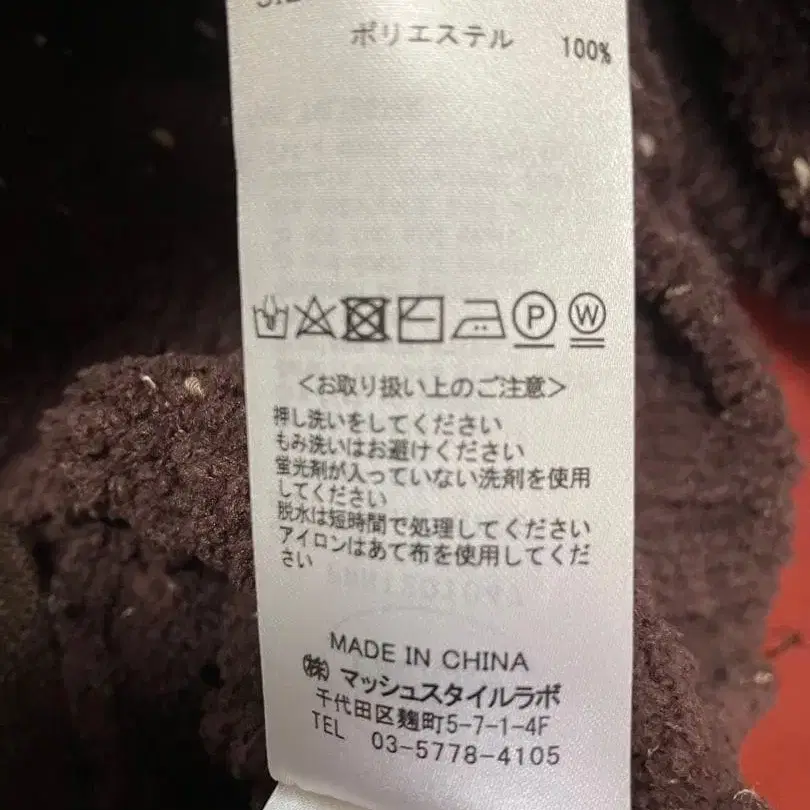 ポリエステル 100%
P W
<お取り扱い上のご注意>
押し洗いをしてください
もみ洗いはお避けください
蛍光剤が入っていない洗剤を使用
してください
脱水は短時間で処理してください
アイロンはあて布を使用してくだ
さい
MADE IN CHINA
㈱ マッシュスタイルラボ
千代田区麹町5-7-1-4F
TEL 03-5778-4105